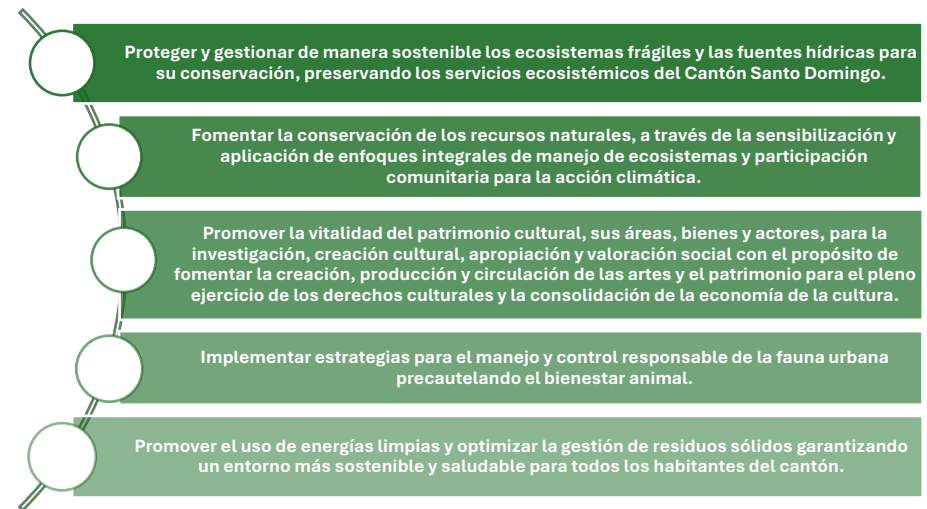 Proteger y gestionar de manera sostenible los ecosistemas frágiles y las fuentes hídricas para
su conservación, preservando los servicios ecosistémicos del Cantón Santo Domingo.
Fomentar la conservación de los recursos naturales, a través de la sensibilización y
aplicación de enfoques integrales de manejo de ecosistemas y participación
comunitaria para la acción climática.
Promover la vitalidad del patrimonio cultural, sus áreas, bienes y actores, para la
investigación, creación cultural, apropiación y valoración social con el propósito de
fomentar la creación, producción y circulación de las artes y el patrimonio para el pleno
ejercicio de los derechos culturales y la consolidación de la economía de la cultura.
Implementar estrategias para el manejo y control responsable de la fauna urbana
precautelando el bienestar animal.
Promover el uso de energías limpias y optimizar la gestión de residuos sólidos garantizando
un entorno más sostenible y saludable para todos los habitantes del cantón.